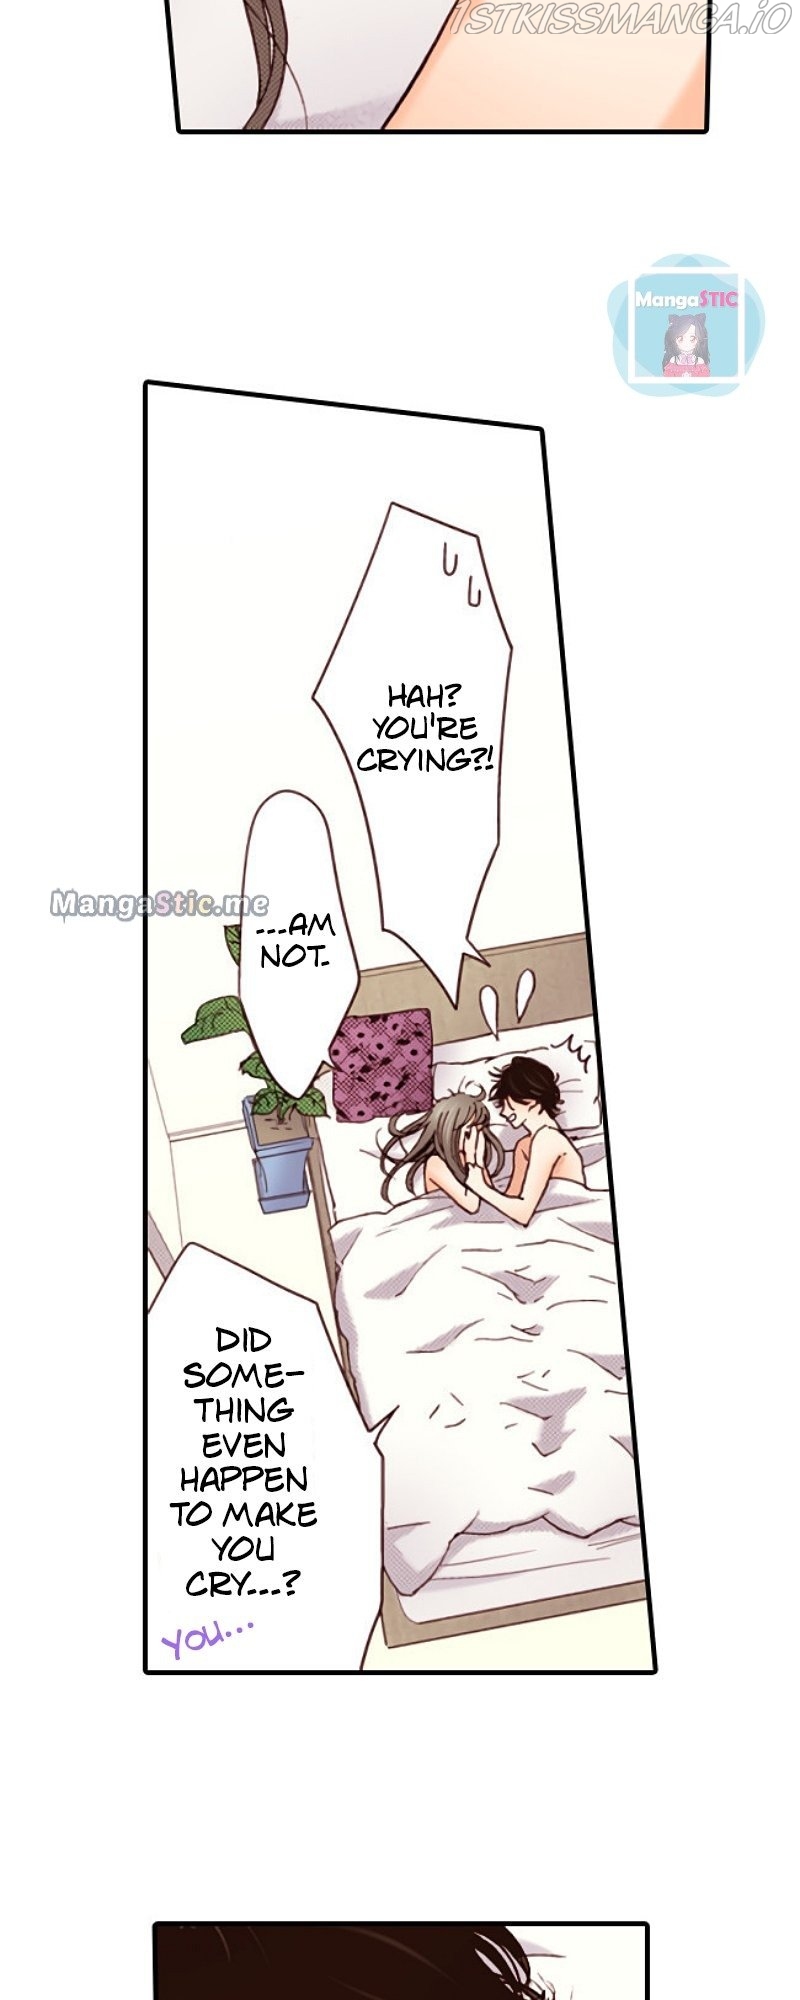 1STKISSMANGA.IO
MangaSTIC
HAH?
YOU'RE
CRYING?!
MangaStic.me
...AM
NOT.
DID
SOME-
THING
EVEN
HAPPEN
TO MAKE
YOU
CRY...?
YOU...